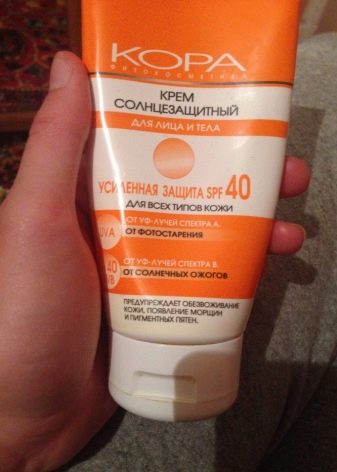 КОРА
ФИТОКОСМЕТИКА
КРЕМ
СОЛНЦЕЗАЩИТНЫЙ
ДЛЯ ЛИЦА И ТЕЛА
УСИЛЕННАЯ ЗАЩИТА SPF 40
ДЛЯ ВСЕХ ТИПОВ КОЖИ
ОТ УФ-ЛУЧЕЙ СПЕКТРА А,
UVA ОТ ФОТОСТАРЕНИЯ
40 ОТ УФ-ЛУЧЕЙ СПЕКТРА В,
ОТ СОЛНЕЧНЫХ ОЖОГОВ
ПРЕДУПРЕЖДАЕТ ОБЕЗВОЖИВАНИЕ
КОЖИ, ПОЯВЛЕНИЕ МОРЩИН
И ПИГМЕНТНЫХ ПЯТЕН.